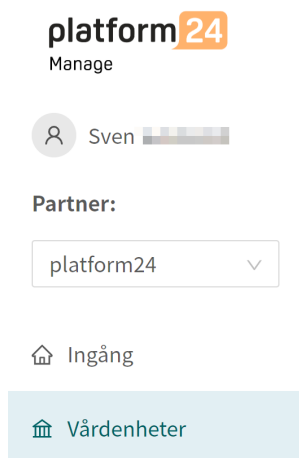 platform24
Manage
Sven
Partner:
platform24
Ingång
Vårdenheter